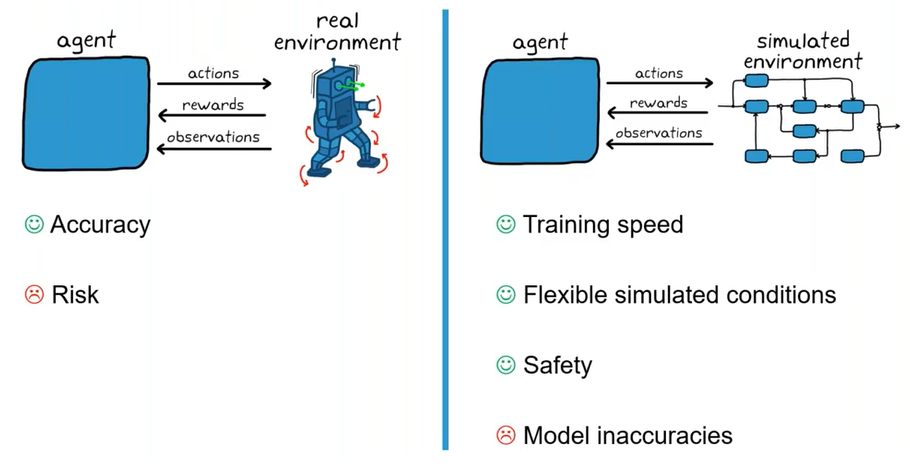 agent
real
environment
actions
rewards
observations
Accuracy
Risk
agent
simulated
environment
actions
rewards
observations
Training speed
Flexible simulated conditions
Safety
Model inaccuracies